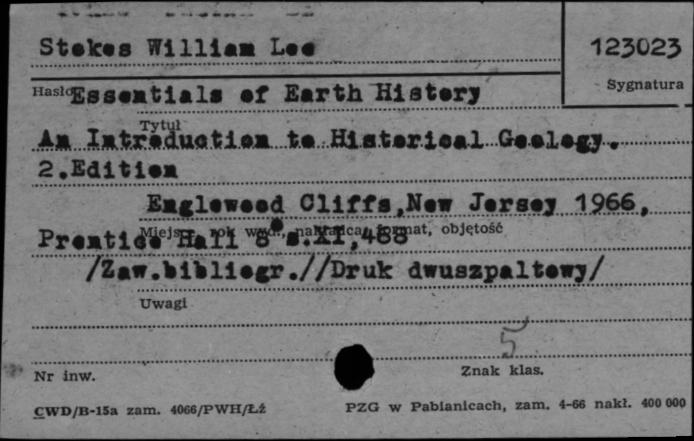 Stokes William Lee
123023
Sygnatura
Hasło Essentials of Earth History
Tytuł
An Introduction to Historical Geology.
2.Edition
Englewood Cliffs,New Jersey 1966,
Miejsce, rok wyd., nakładca, format, objętość
Prentice Hall 8° s.XI,468
/Zaw.bibliogr.//Druk dwuszpaltowy/
Uwagi
5
Nr inw.
Znak klas.
CWD/B-15a zam. 4066/PWH/Łż
PZG w Pabianicach, zam. 4-66 nakł. 400 000